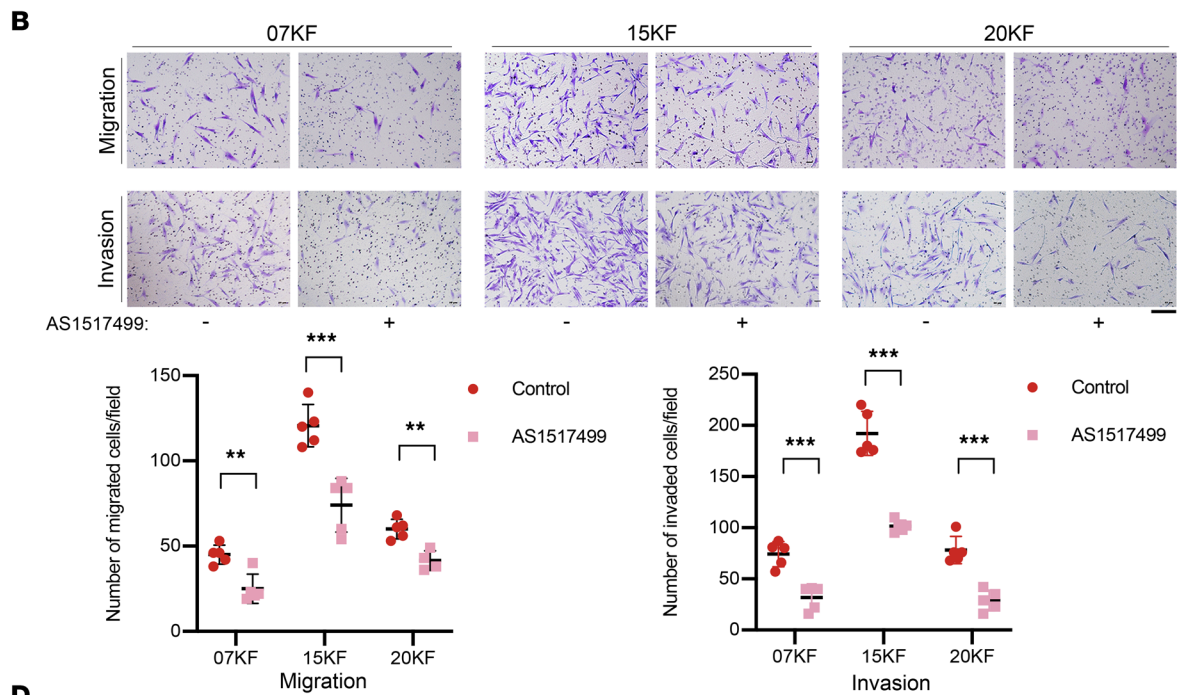 B
07KF
15KF
20KF
Migration
Invasion
AS1517499:
-
+
-
+
-
+
Number of migrated cells/field
150
100
50
0
**
***
**
Control
AS1517499
07KF
15KF
20KF
Migration
Number of invaded cells/field
250
200
150
100
50
0
***
***
***
Control
AS1517499
07KF
15KF
20KF
Invasion